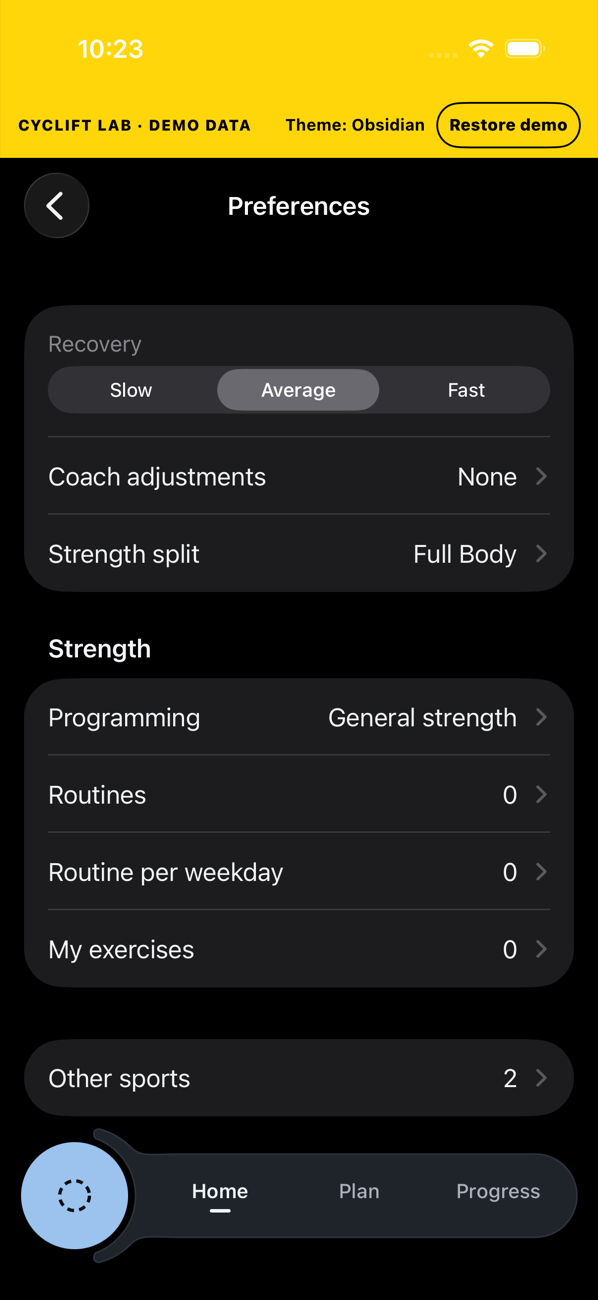 10:23
CYCLIFT LAB · DEMO DATA Theme: Obsidian Restore demo
Preferences
Recovery
Slow Average Fast
Coach adjustments None
Strength split Full Body
Strength
Programming General strength
Routines 0
Routine per weekday 0
My exercises 0
Other sports 2
Home Plan Progress